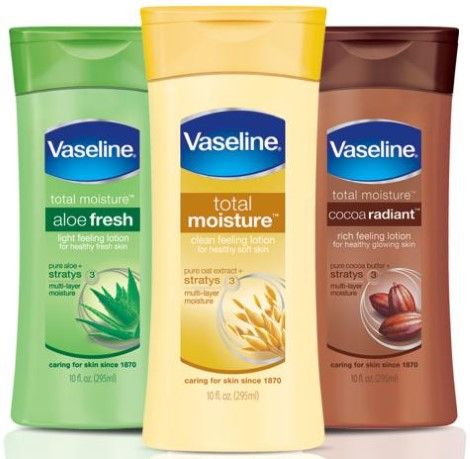 Vaseline®
total moisture™
aloe fresh
light feeling lotion
for healthy fresh skin
pure aloe +
stratys 3
multi-layer
moisture
caring for skin since 1870
10 fl. oz. (295ml)
Vaseline®
total
moisture™
clean feeling lotion
for healthy soft skin
pure oat extract +
stratys 3
multi-layer
moisture
caring for skin since 1870
10 fl. oz. (295ml)
Vaseline®
total moisture™
cocoa radiant™
rich feeling lotion
for healthy glowing skin
pure cocoa butter +
stratys 3
multi-layer
moisture
caring for skin since 1870
10 fl. oz. (295ml)